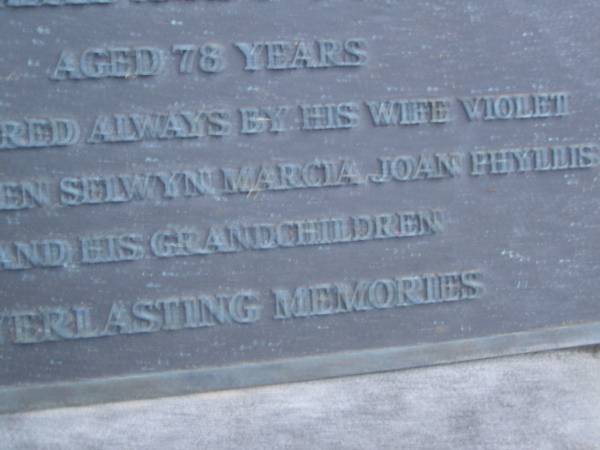 AGED 78 YEARS
RED ALWAYS BY HIS WIFE VIOLET
EN SELWYN MARCIA JOAN PHYLLIS
AND HIS GRANDCHILDREN
VERLASTING MEMORIES